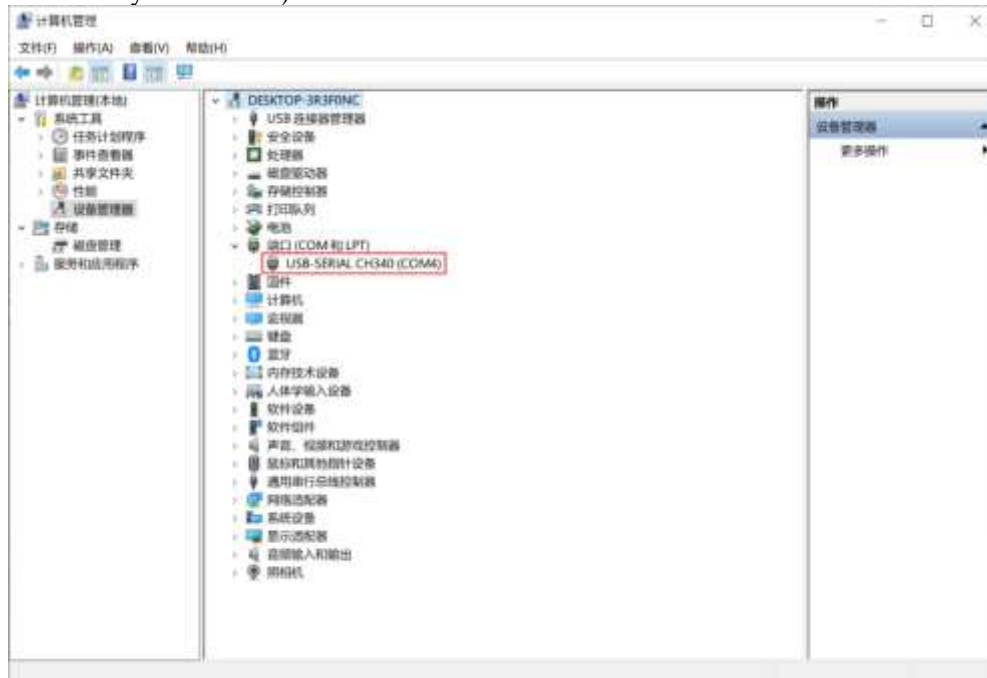 计算机管理
文件(F) 操作(A) 查看(V) 帮助(H)
计算机管理(本地)
系统工具
任务计划程序
事件查看器
共享文件夹
性能
设备管理器
存储
磁盘管理
服务和应用程序
DESKTOP-3R3F0NC
USB 连接器管理器
安全设备
处理器
磁盘驱动器
存储控制器
打印队列
电池
端口 (COM 和 LPT)
USB-SERIAL CH340 (COM4)
固件
计算机
监视器
键盘
蓝牙
内存技术设备
人体学输入设备
软件设备
软件组件
声音、视频和游戏控制器
鼠标和其他指针设备
通用串行总线控制器
网络适配器
系统设备
显示适配器
音频输入和输出
照相机
操作
设备管理器
更多操作